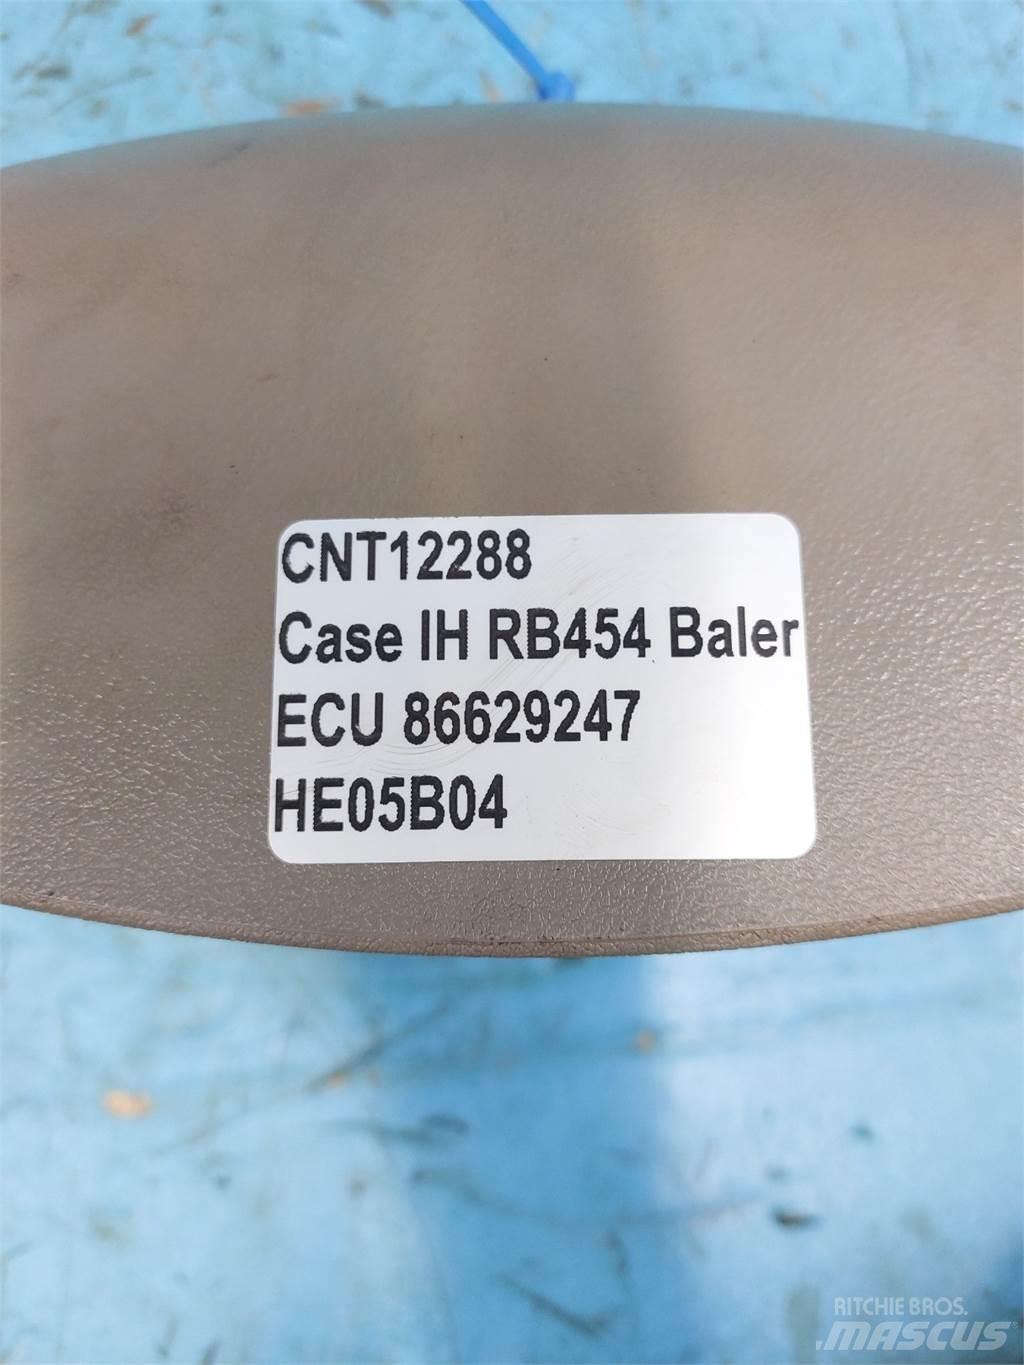 CNT12288
Case IH RB454 Baler
ECU 86629247
HE05B04
RITCHIE BROS.
MASCUS